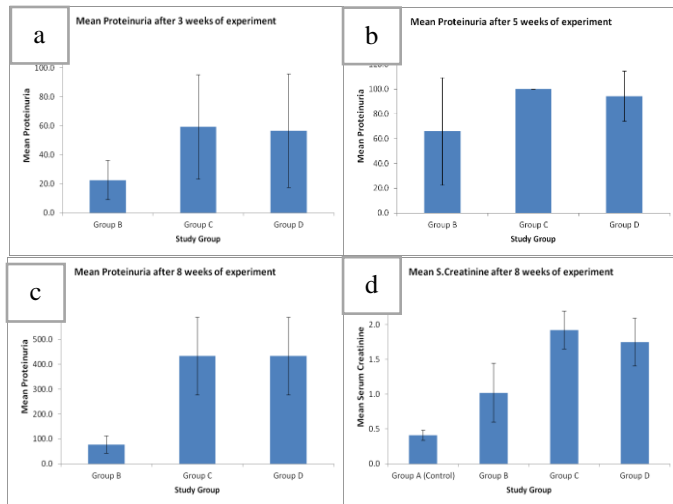 a
Mean Proteinuria after 3 weeks of experiment
Mean Proteinuria
100.0
80.0
60.0
40.0
20.0
0.0
Group B Group C Group D
Study Group
b
Mean Proteinuria after 5 weeks of experiment
Mean Proteinuria
120.0
100.0
80.0
60.0
40.0
20.0
0.0
Group B Group C Group D
Study Group
c
Mean Proteinuria after 8 weeks of experiment
Mean Proteinuria
500.0
400.0
300.0
200.0
100.0
0.0
Group B Group C Group D
Study Group
d
Mean S.Creatinine after 8 weeks of experiment
Mean Serum Creatinine
2.0
1.5
1.0
0.5
0.0
Group A (Control) Group B Group C Group D
Study Group